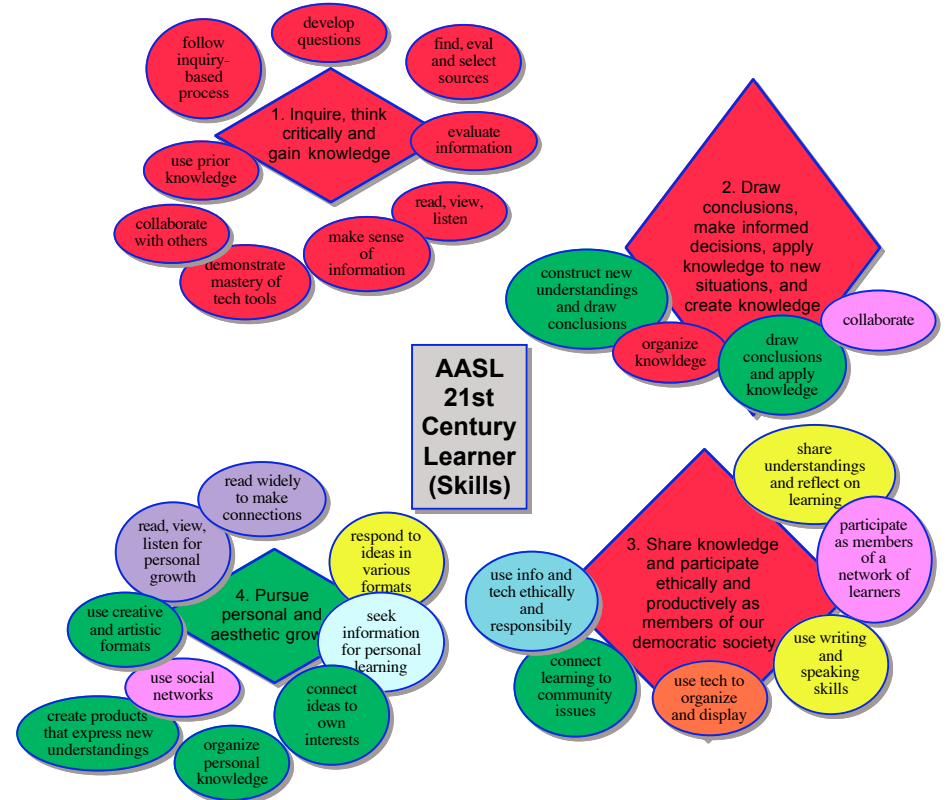 develop
questions
follow
inquiry-
based
process
find, eval
and select
sources
1. Inquire, think
critically and
gain knowledge
evaluate
information
use prior
knowledge
read, view,
listen
collaborate
with others
make sense
of
information
demonstrate
mastery of
tech tools
2. Draw
conclusions,
make informed
decisions, apply
knowledge to new
situations, and
create knowledge
construct new
understandings
and draw
conclusions
organize
knowldege
draw
conclusions
and apply
knowledge
collaborate
AASL
21st
Century
Learner
(Skills)
share
understandings
and reflect on
learning
participate
as members
of a
network of
learners
3. Share knowledge
and participate
ethically and
productively as
members of our
democratic society
use info and
tech ethically
and
responsibily
use writing
and
speaking
skills
connect
learning to
community
issues
use tech to
organize
and display
read widely
to make
connections
read, view,
listen for
personal
growth
respond to
ideas in
various
formats
4. Pursue
personal and
aesthetic grow
use creative
and artistic
formats
seek
information
for personal
learning
use social
networks
connect
ideas to
own
interests
create products
that express new
understandings
organize
personal
knowledge